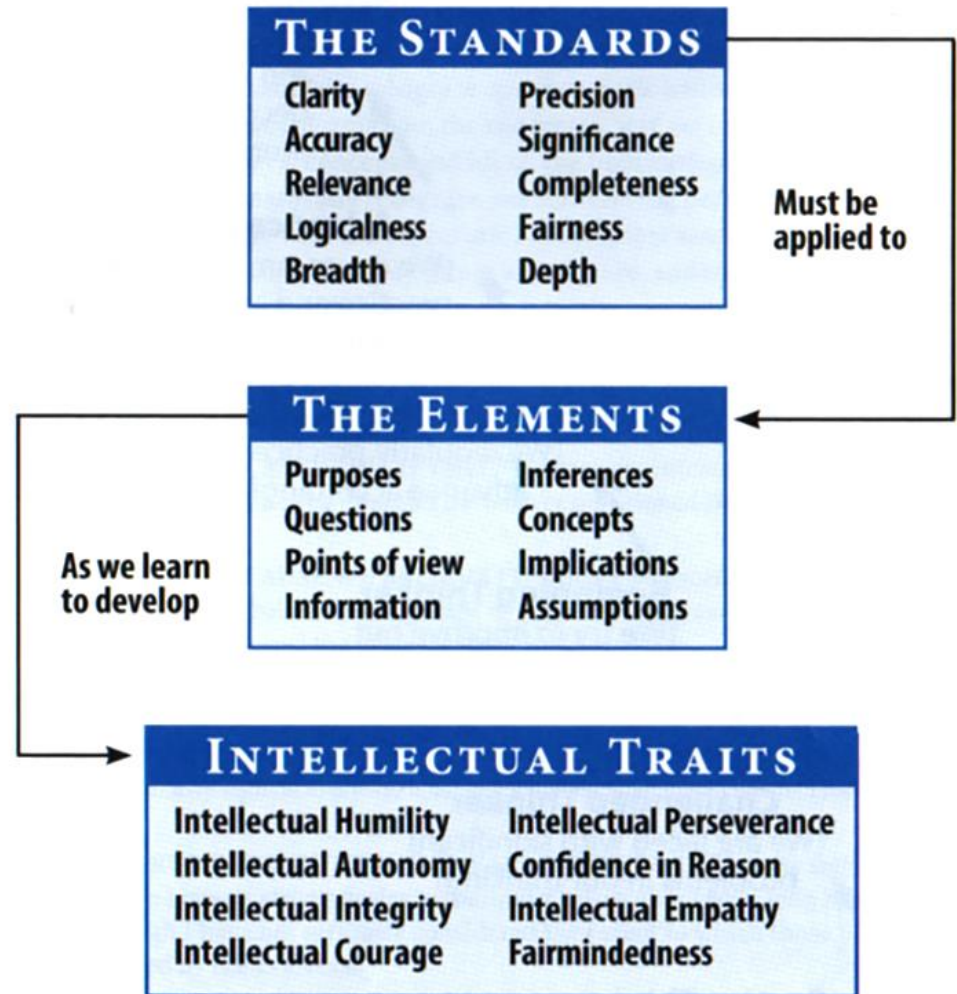 THE STANDARDS
Clarity Precision
Accuracy Significance
Relevance Completeness
Logicalness Fairness
Breadth Depth
Must be
applied to
THE ELEMENTS
Purposes Inferences
Questions Concepts
Points of view Implications
Information Assumptions
As we learn
to develop
INTELLECTUAL TRAITS
Intellectual Humility Intellectual Perseverance
Intellectual Autonomy Confidence in Reason
Intellectual Integrity Intellectual Empathy
Intellectual Courage Fairmindedness